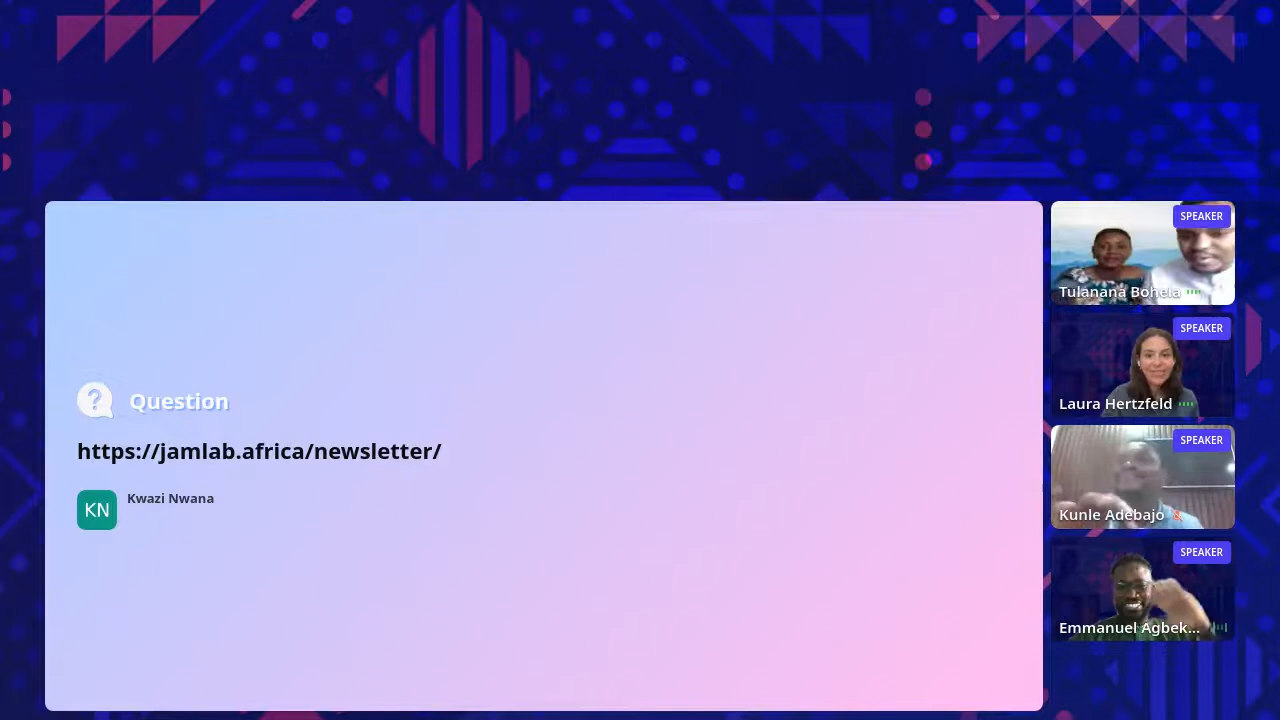 Question
https://jamlab.africa/newsletter/
KN
Kwazi Nwana
SPEAKER
Tulanana Bohela
SPEAKER
Laura Hertzfeld
SPEAKER
Kunle Adebajo
SPEAKER
Emmanuel Agbek...